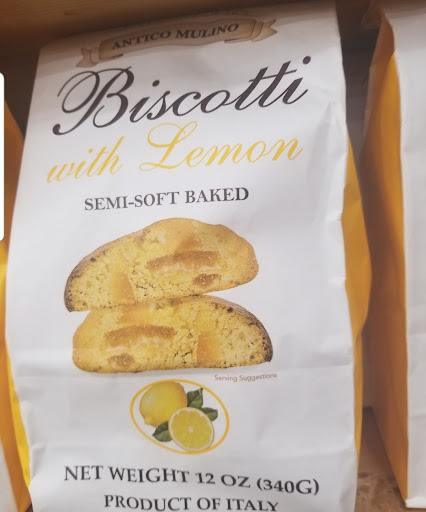 ANTICO MULINO
Biscotti
with Lemon
SEMI-SOFT BAKED
Serving Suggestions
NET WEIGHT 12 OZ (340G)
PRODUCT OF ITALY